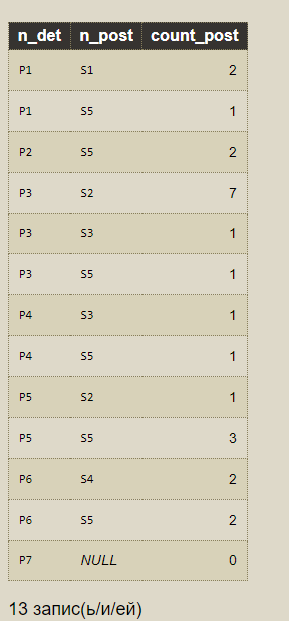 n_det n_post count_post
P1 S1 2
P1 S5 1
P2 S5 2
P3 S2 7
P3 S3 1
P3 S5 1
P4 S3 1
P4 S5 1
P5 S2 1
P5 S5 3
P6 S4 2
P6 S5 2
P7 NULL 0
13 запис(ь/и/ей)